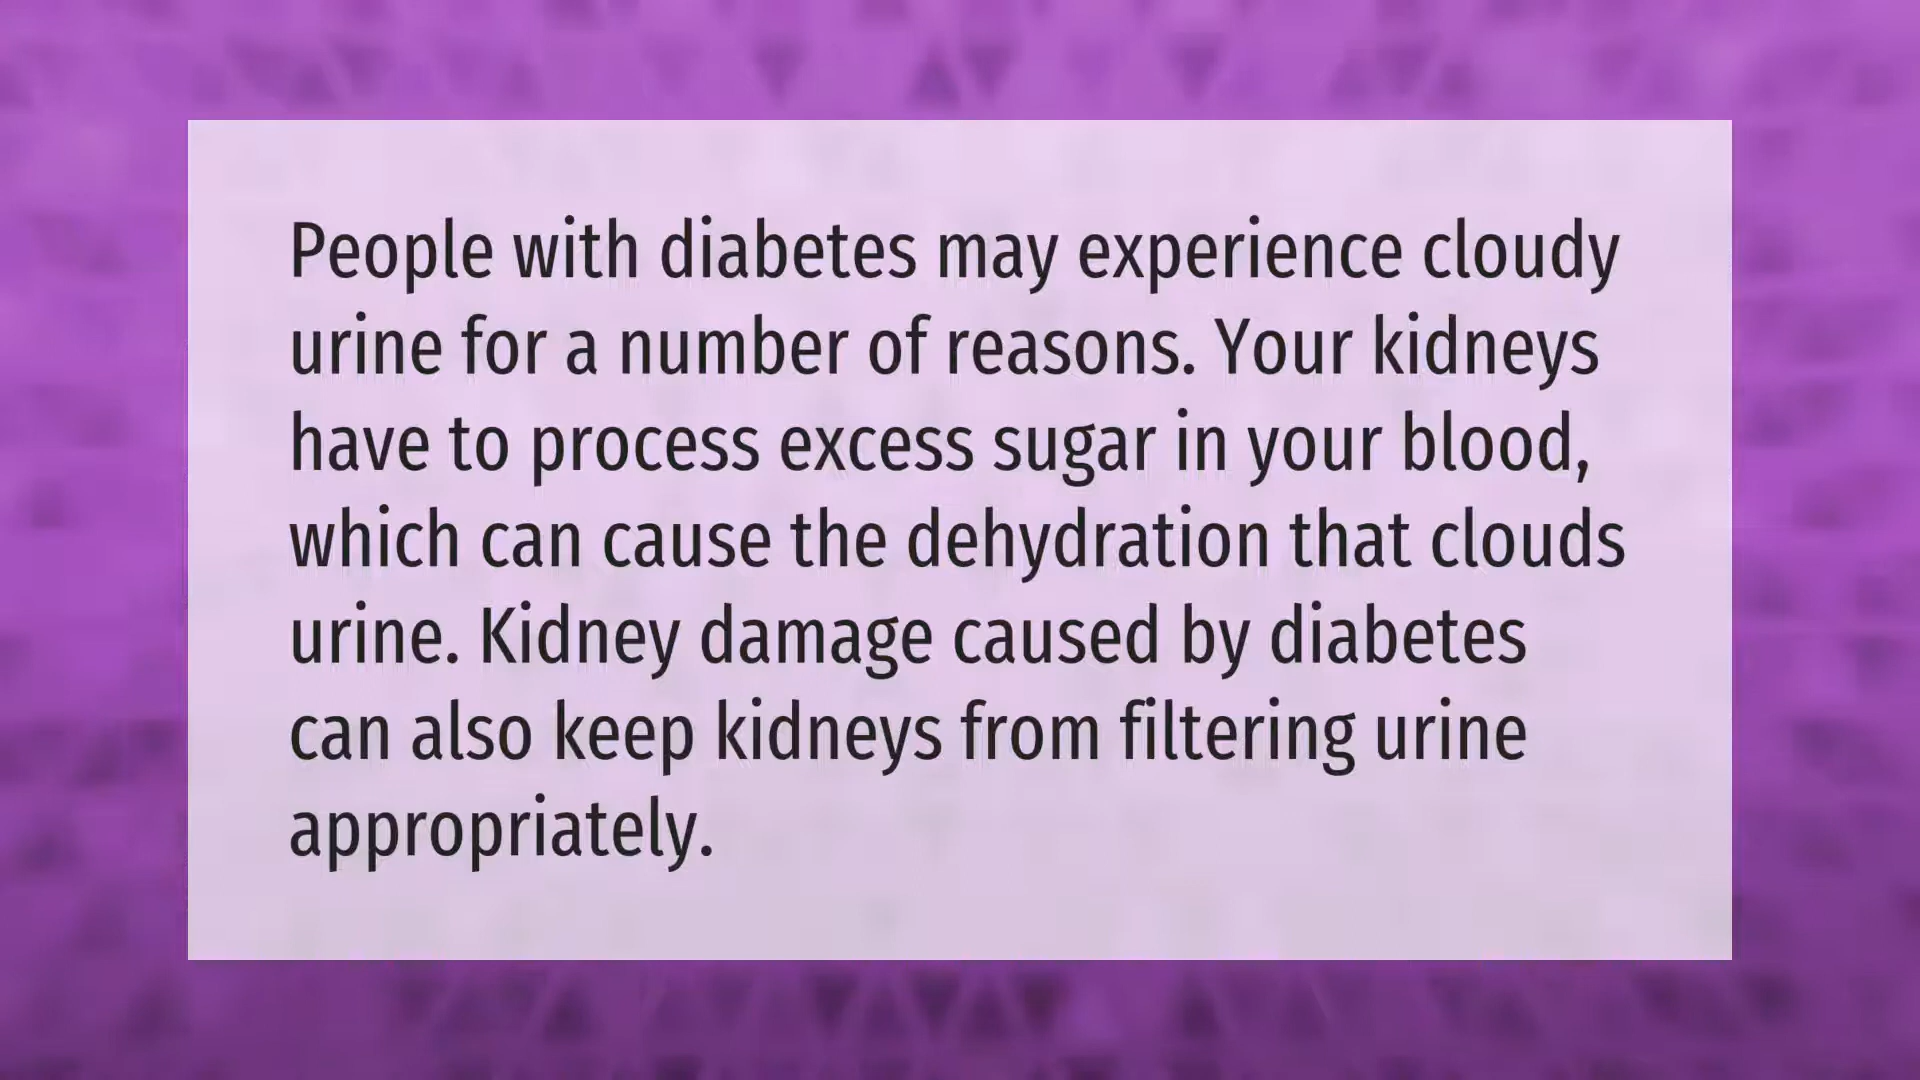 People with diabetes may experience cloudy
urine for a number of reasons. Your kidneys
have to process excess sugar in your blood,
which can cause the dehydration that clouds
urine. Kidney damage caused by diabetes
can also keep kidneys from filtering urine
appropriately.